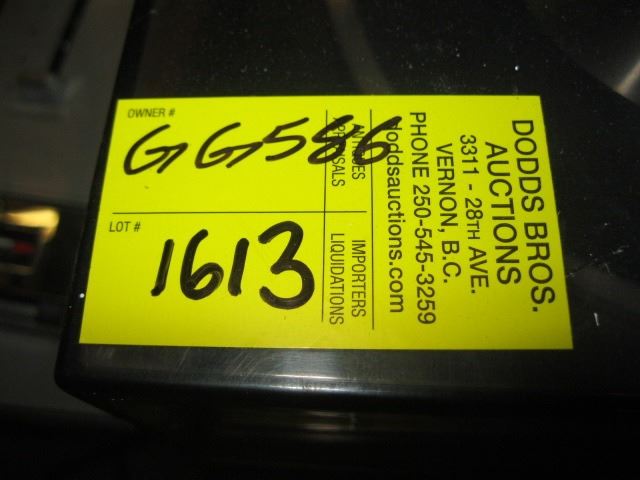 OWNER #
GG586
LOT #
1613
DODDS BROS.
AUCTIONS
3311 - 28TH AVE.
VERNON, B.C.
PHONE 250-545-3259
doddsauctions.com
IMPORTERS
LIQUIDATIONS